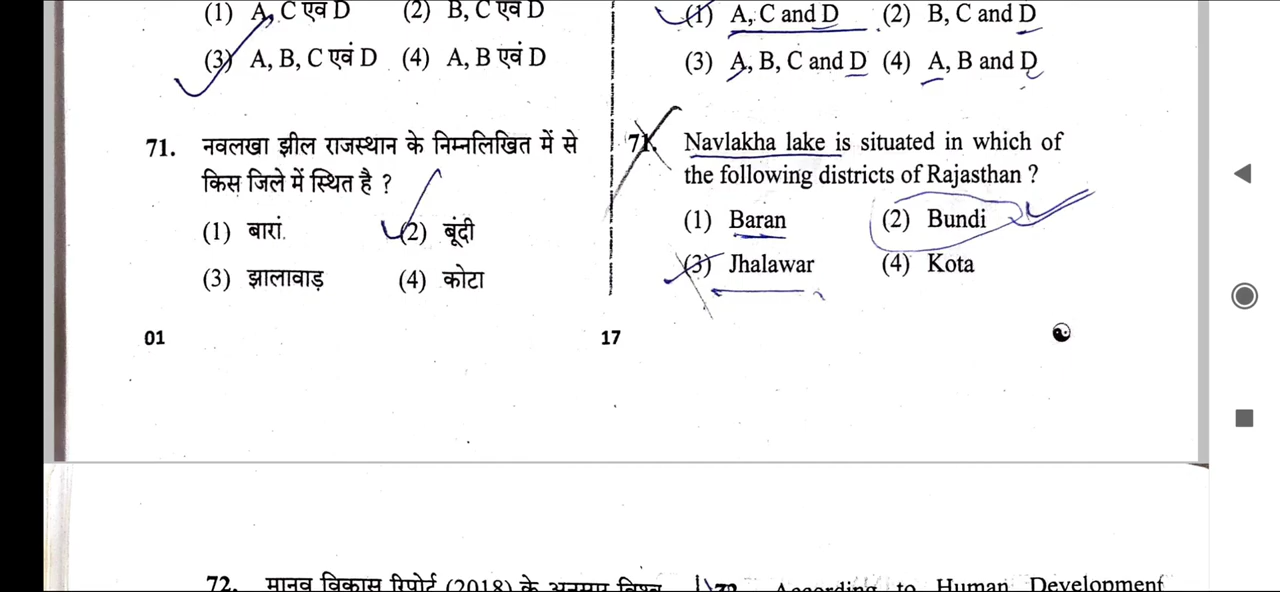 (1) A, C एवं D (2) B, C एवं D
(3) A, B, C एवं D (4) A, B एवं D
71. नवलखा झील राजस्थान के निम्नलिखित में से
किस जिले में स्थित है ?
(1) बारां
(2) बूंदी
(3) झालावाड़ (4) कोटा
(1) A, C and D (2) B, C and D
(3) A, B, C and D (4) A, B and D
71. Navlakha lake is situated in which of
the following districts of Rajasthan ?
(1) Baran (2) Bundi
(3) Jhalawar (4) Kota
01 17
72. मानव विकास रिपोर्ट (2018) के अनुसार विश्व
72. According to Human Development